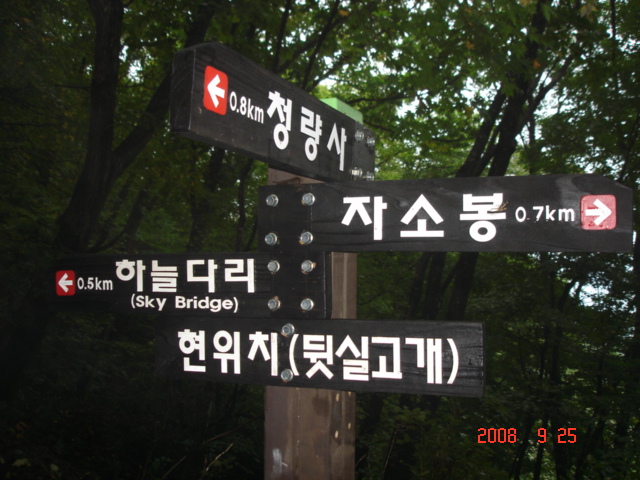 0.8km 청량사
자소봉 0.7km
0.5km 하늘다리
(Sky Bridge)
현위치(뒷실고개)
2008 9 25